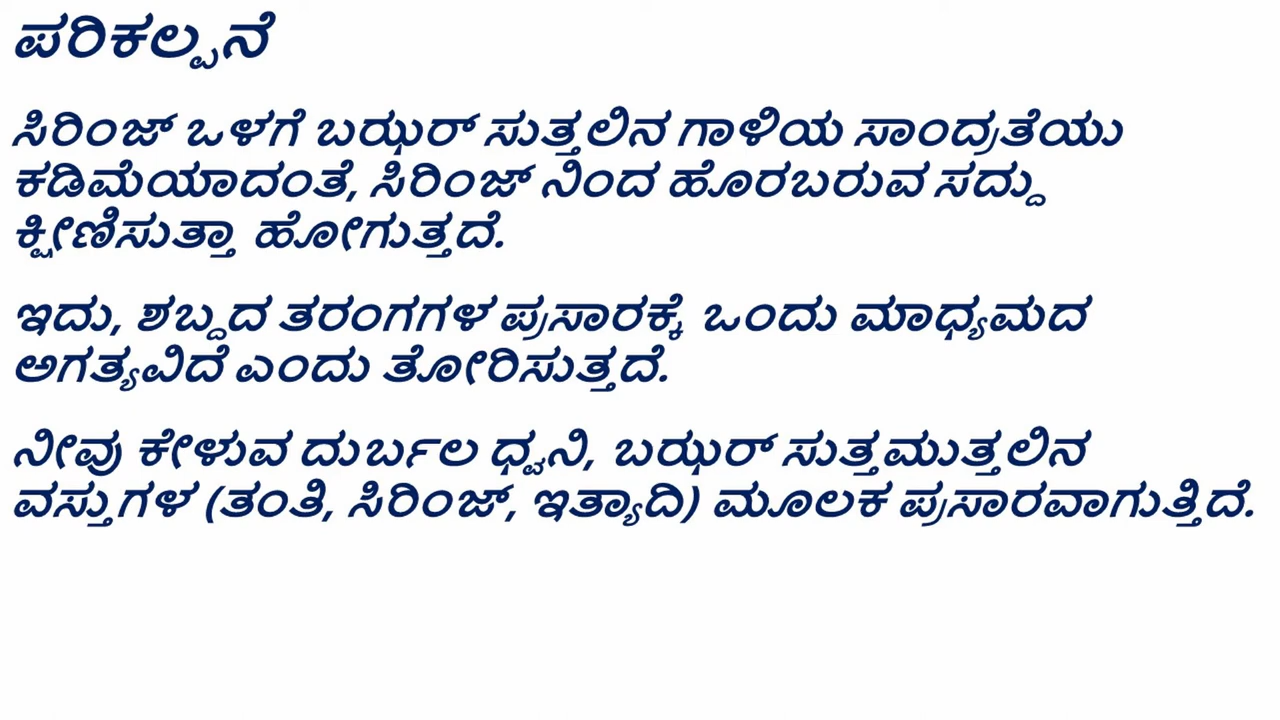 ಪರಿಕಲ್ಪನೆ
ಸಿರಿಂಜ್ ಒಳಗೆ ಬಝರ್ ಸುತ್ತಲಿನ ಗಾಳಿಯ ಸಾಂದ್ರತೆಯು
ಕಡಿಮೆಯಾದಂತೆ, ಸಿರಿಂಜ್ ನಿಂದ ಹೊರಬರುವ ಸದ್ದು
ಕ್ಷೀಣಿಸುತ್ತಾ ಹೋಗುತ್ತದೆ.
ಇದು, ಶಬ್ದದ ತರಂಗಗಳ ಪ್ರಸಾರಕ್ಕೆ ಒಂದು ಮಾಧ್ಯಮದ
ಅಗತ್ಯವಿದೆ ಎಂದು ತೋರಿಸುತ್ತದೆ.
ನೀವು ಕೇಳುವ ದುರ್ಬಲ ಧ್ವನಿ, ಬಝರ್ ಸುತ್ತಮುತ್ತಲಿನ
ವಸ್ತುಗಳ (ತಂತಿ, ಸಿರಿಂಜ್, ಇತ್ಯಾದಿ) ಮೂಲಕ ಪ್ರಸಾರವಾಗುತ್ತಿದೆ.